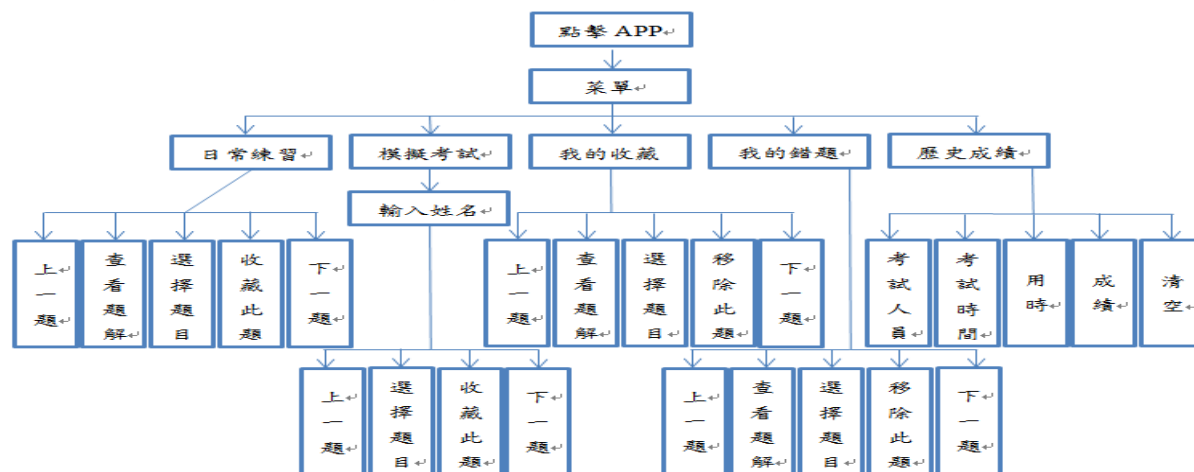 點擊 APP
菜單
日常練習
模擬考試
我的收藏
我的錯題
歷史成績
輸入姓名
上一題
查看題解
選擇題目
收藏此題
下一題
上一題
查看題解
選擇題目
移除此題
下一題
考試人員
考試時間
用時
成績
清空
上一題
選擇題目
收藏此題
下一題
上一題
查看題解
選擇題目
移除此題
下一題